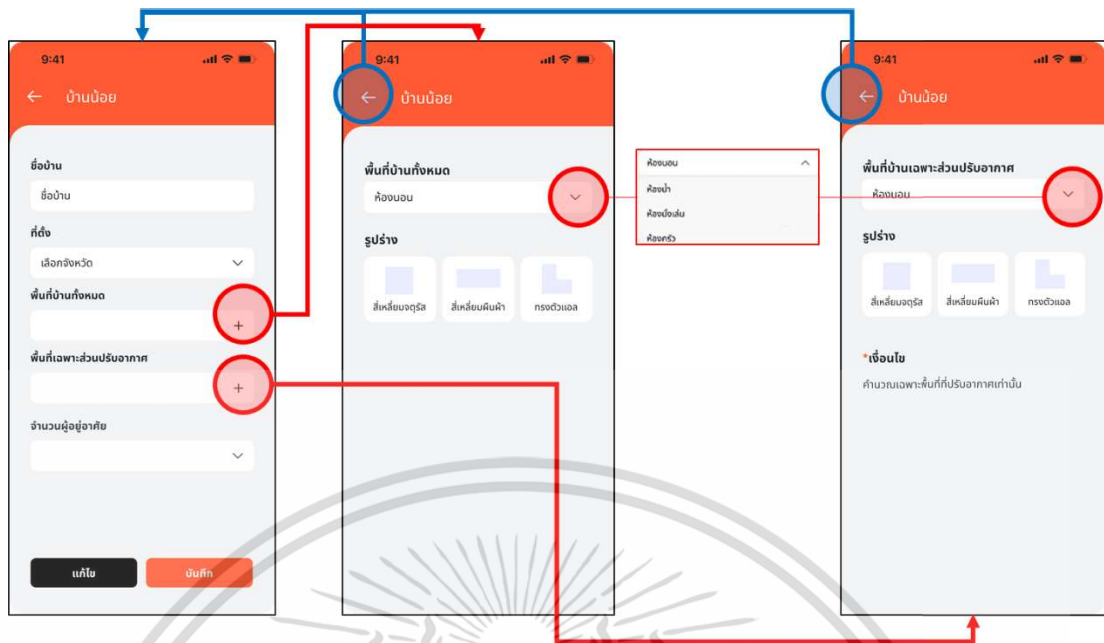 9:41
บ้านน้อย
ชื่อบ้าน
ชื่อบ้าน
ที่ตั้ง
เลือกจังหวัด
พื้นที่บ้านทั้งหมด
+
พื้นที่เฉพาะส่วนปรับอากาศ
+
จำนวนผู้อยู่อาศัย
แก้ไข
บันทึก
9:41
บ้านน้อย
พื้นที่บ้านทั้งหมด
ห้องนอน
รูปร่าง
สี่เหลี่ยมจตุรัส
สี่เหลี่ยมผืนผ้า
ทรงตัวแอล
ห้องนอน
ห้องน้ำ
ห้องนั่งเล่น
ห้องครัว
9:41
บ้านน้อย
พื้นที่บ้านเฉพาะส่วนปรับอากาศ
ห้องนอน
รูปร่าง
สี่เหลี่ยมจตุรัส
สี่เหลี่ยมผืนผ้า
ทรงตัวแอล
*เงื่อนไข
คำนวณเฉพาะพื้นที่ที่ปรับอากาศเท่านั้น